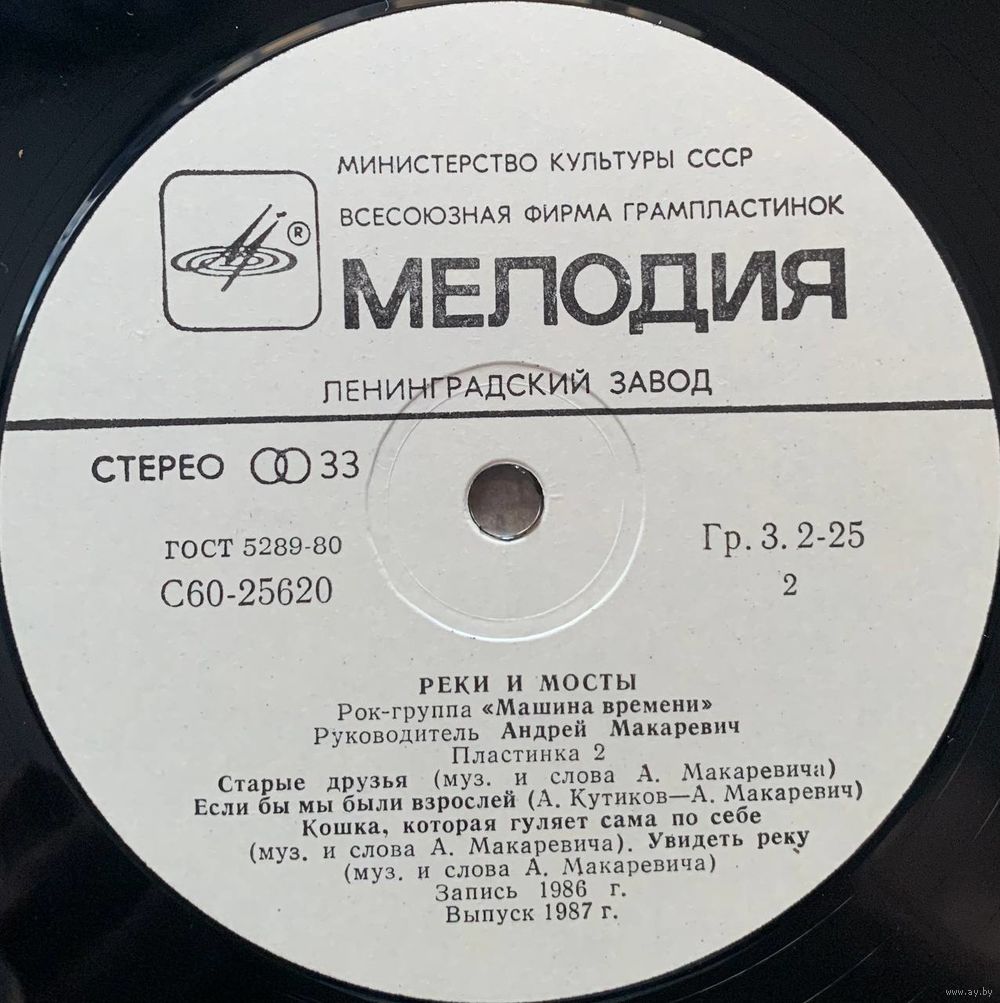 МИНИСТЕРСТВО КУЛЬТУРЫ СССР
ВСЕСОЮЗНАЯ ФИРМА ГРАМПЛАСТИНОК
®
МЕЛОДИЯ
ЛЕНИНГРАДСКИЙ ЗАВОД
СТЕРЕО 33
ГОСТ 5289-80
Гр. 3. 2-25
С60-25620
2
РЕКИ И МОСТЫ
Рок-группа «Машина времени»
Руководитель Андрей Макаревич
Пластинка 2
Старые друзья (муз. и слова А. Макаревича)
Если бы мы были взрослей (А. Кутиков—А. Макаревич)
Кошка, которая гуляет сама по себе
(муз. и слова А. Макаревича). Увидеть реку
(муз. и слова А. Макаревича)
Запись 1986 г.
Выпуск 1987 г.
www.ay.by